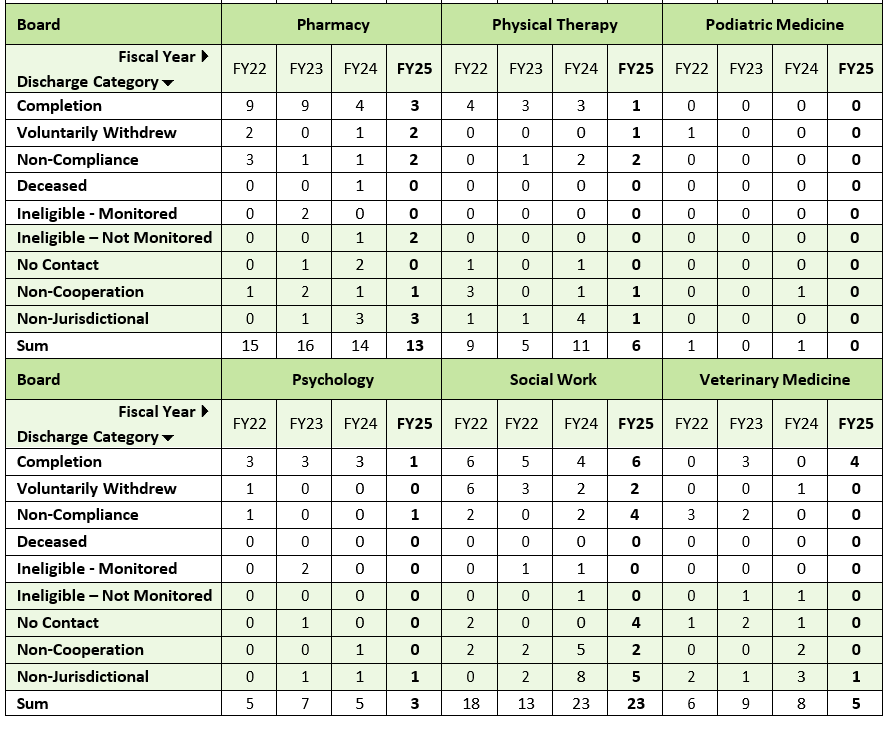 Board Pharmacy Physical Therapy Podiatric Medicine
Fiscal Year
Discharge Category FY22 FY23 FY24 FY25 FY22 FY23 FY24 FY25 FY22 FY23 FY24 FY25
Completion 9 9 4 3 4 3 3 1 0 0 0 0
Voluntarily Withdrew 2 0 1 2 0 0 0 1 1 0 0 0
Non-Compliance 3 1 1 2 0 1 2 2 0 0 0 0
Deceased 0 0 1 0 0 0 0 0 0 0 0 0
Ineligible - Monitored 0 2 0 0 0 0 0 0 0 0 0 0
Ineligible – Not Monitored 0 0 1 2 0 0 0 0 0 0 0 0
No Contact 0 1 2 0 1 0 1 0 0 0 0 0
Non-Cooperation 1 2 1 1 3 0 1 1 0 0 1 0
Non-Jurisdictional 0 1 3 3 1 1 4 1 0 0 0 0
Sum 15 16 14 13 9 5 11 6 1 0 1 0
Board Psychology Social Work Veterinary Medicine
Fiscal Year
Discharge Category FY22 FY23 FY24 FY25 FY22 FY22 FY24 FY25 FY22 FY23 FY24 FY25
Completion 3 3 3 1 6 5 4 6 0 3 0 4
Voluntarily Withdrew 1 0 0 0 6 3 2 2 0 0 1 0
Non-Compliance 1 0 0 1 2 0 2 4 3 2 0 0
Deceased 0 0 0 0 0 0 0 0 0 0 0 0
Ineligible - Monitored 0 2 0 0 0 1 1 0 0 0 0 0
Ineligible – Not Monitored 0 0 0 0 0 0 1 0 0 1 1 0
No Contact 0 1 0 0 2 0 0 4 1 2 1 0
Non-Cooperation 0 0 1 0 2 2 5 2 0 0 2 0
Non-Jurisdictional 0 1 1 1 0 2 8 5 2 1 3 1
Sum 5 7 5 3 18 13 23 23 6 9 8 5